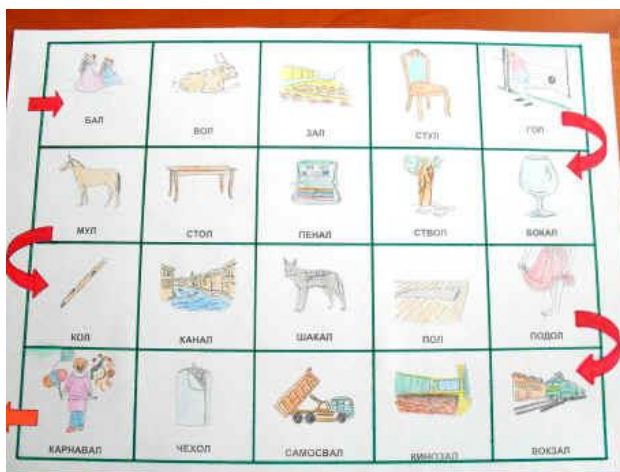 БАЛ
ВОЛ
ЗАЛ
СТУЛ
ГОЛ
МУЛ
СТОЛ
ПЕНАЛ
СТВОЛ
БОКАЛ
КОЛ
КАНАЛ
ШАКАЛ
ПОЛ
ПОДОЛ
КАРНАВАЛ
ЧЕХОЛ
САМОСВАЛ
КИНОЗАЛ
ВОКЗАЛ